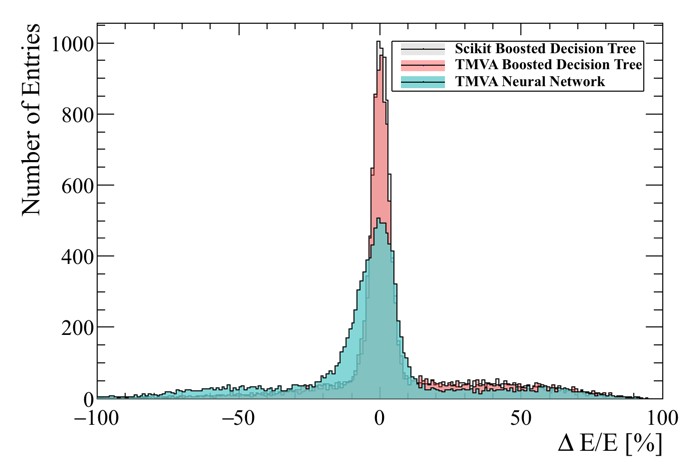 Number of Entries
1000
800
600
400
200
0
Scikit Boosted Decision Tree
TMVA Boosted Decision Tree
TMVA Neural Network
−100 −50 0 50 100
Δ E/E [%]